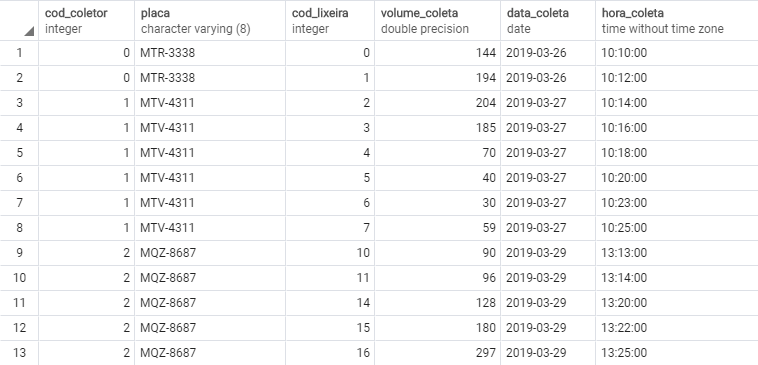 cod_coletor placa cod_lixeira volume_coleta data_coleta hora_coleta
integer character varying (8) integer double precision date time without time zone
1 0 MTR-3338 0 144 2019-03-26 10:10:00
2 0 MTR-3338 1 194 2019-03-26 10:12:00
3 1 MTV-4311 2 204 2019-03-27 10:14:00
4 1 MTV-4311 3 185 2019-03-27 10:16:00
5 1 MTV-4311 4 70 2019-03-27 10:18:00
6 1 MTV-4311 5 40 2019-03-27 10:20:00
7 1 MTV-4311 6 30 2019-03-27 10:23:00
8 1 MTV-4311 7 59 2019-03-27 10:25:00
9 2 MQZ-8687 10 90 2019-03-29 13:13:00
10 2 MQZ-8687 11 96 2019-03-29 13:14:00
11 2 MQZ-8687 14 128 2019-03-29 13:20:00
12 2 MQZ-8687 15 180 2019-03-29 13:22:00
13 2 MQZ-8687 16 297 2019-03-29 13:25:00